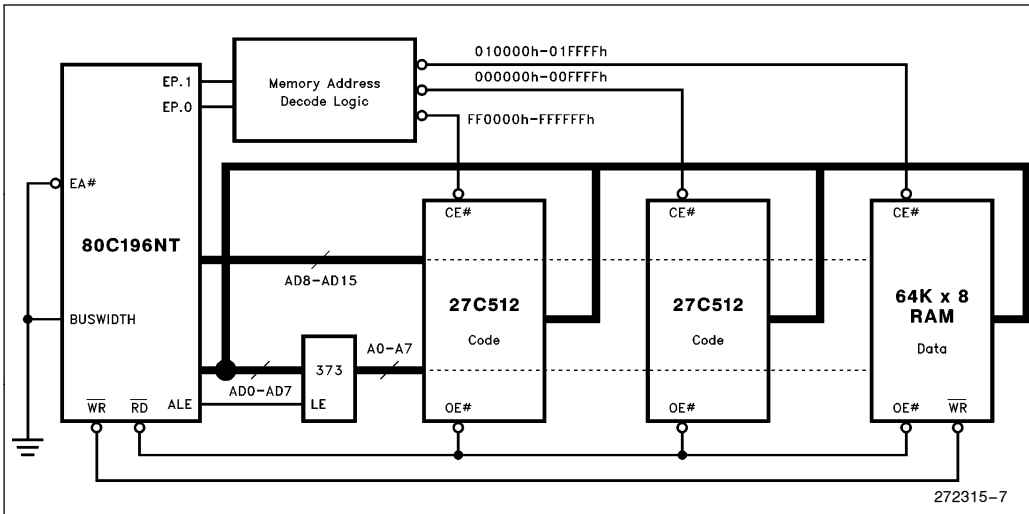 010000h-01FFFFh
EP.1
Memory Address
Decode Logic
000000h-00FFFFh
EP.0
FF0000h-FFFFFFh
EA#
CE#
CE#
CE#
80C196NT
AD8-AD15
27C512
Code
27C512
Code
64K x 8
RAM
Data
BUSWIDTH
A0-A7
373
AD0-AD7
WR
RD
ALE
LE
OE#
OE#
OE#
WR
272315-7